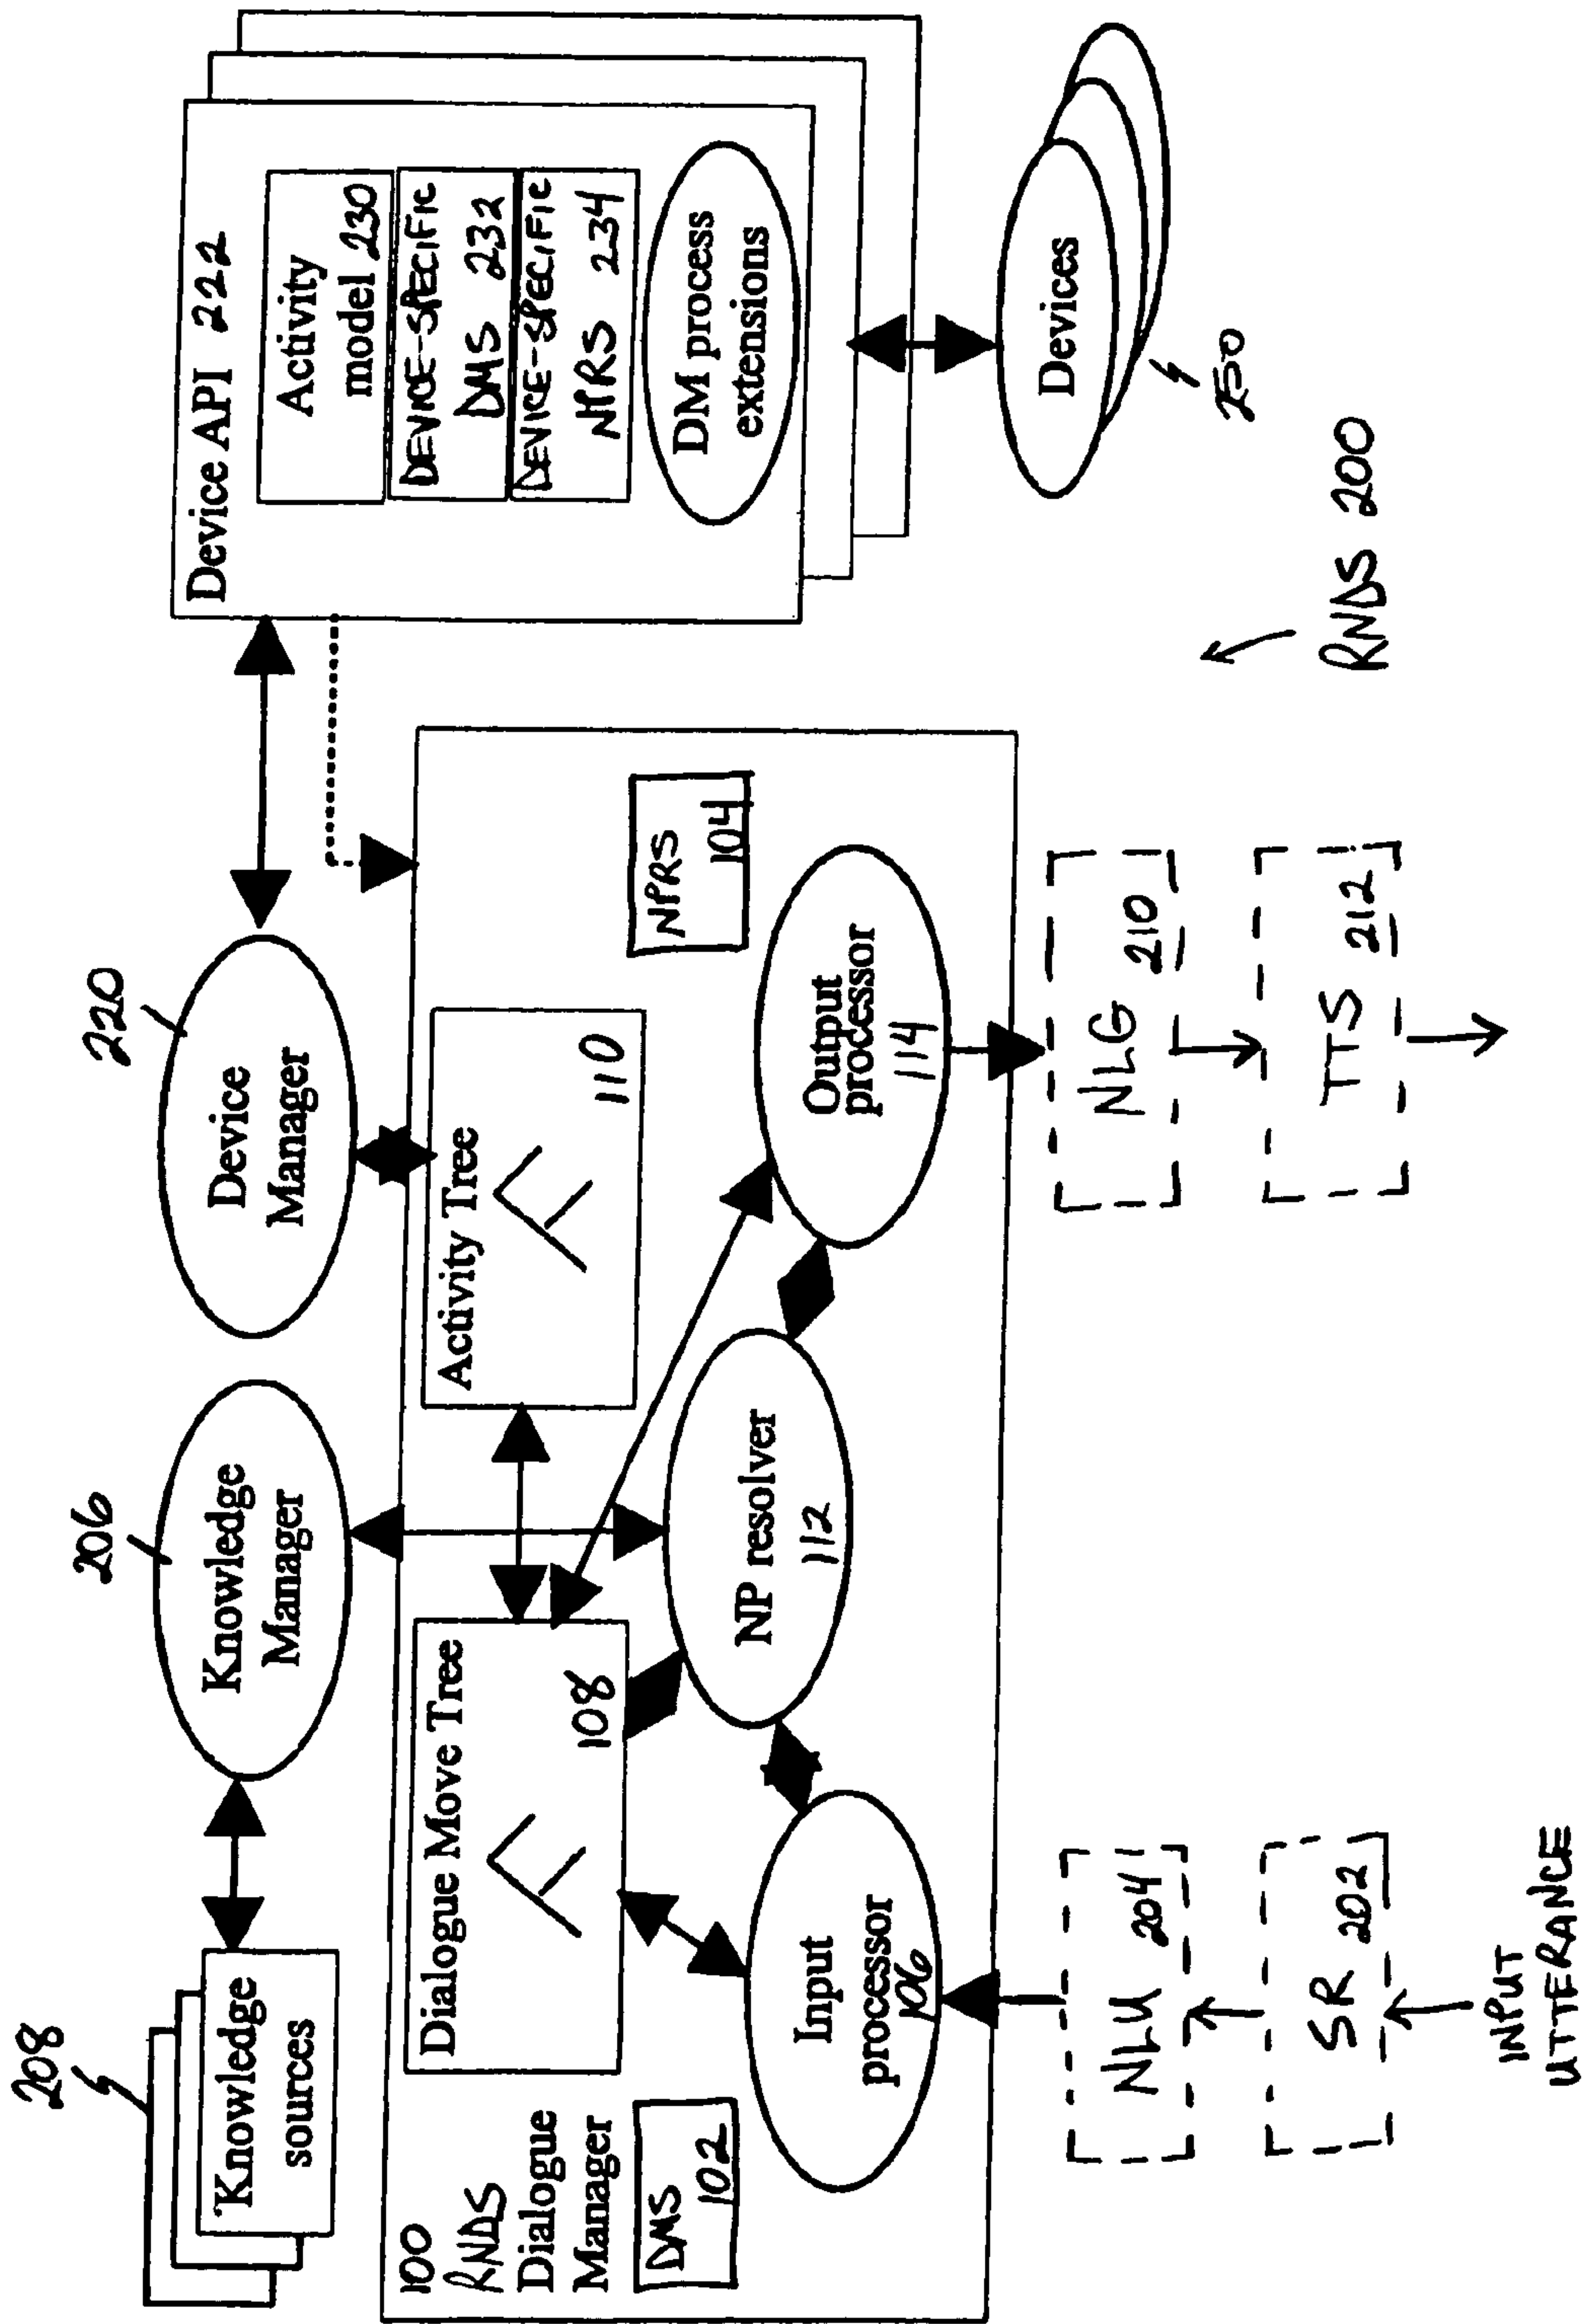 208
Knowledge
sources
206
Knowledge
Manager
220
Device
Manager
Device API 222
Activity
model 230
DEVICE-SPECIFIC
DMS 232
DEVICE-SPECIFIC
NPRS 234
DM process
extensions
Devices
250
100
RNDS
Dialogue
Manager
DMS
102
Dialogue Move Tree
108
Activity Tree
110
NPRS
104
Input
processor
106
NP resolver
112
Output
processor
114
NLU 204
SR 202
INPUT
UTTERANCE
NLG 210
TTS 212
RNDS 200